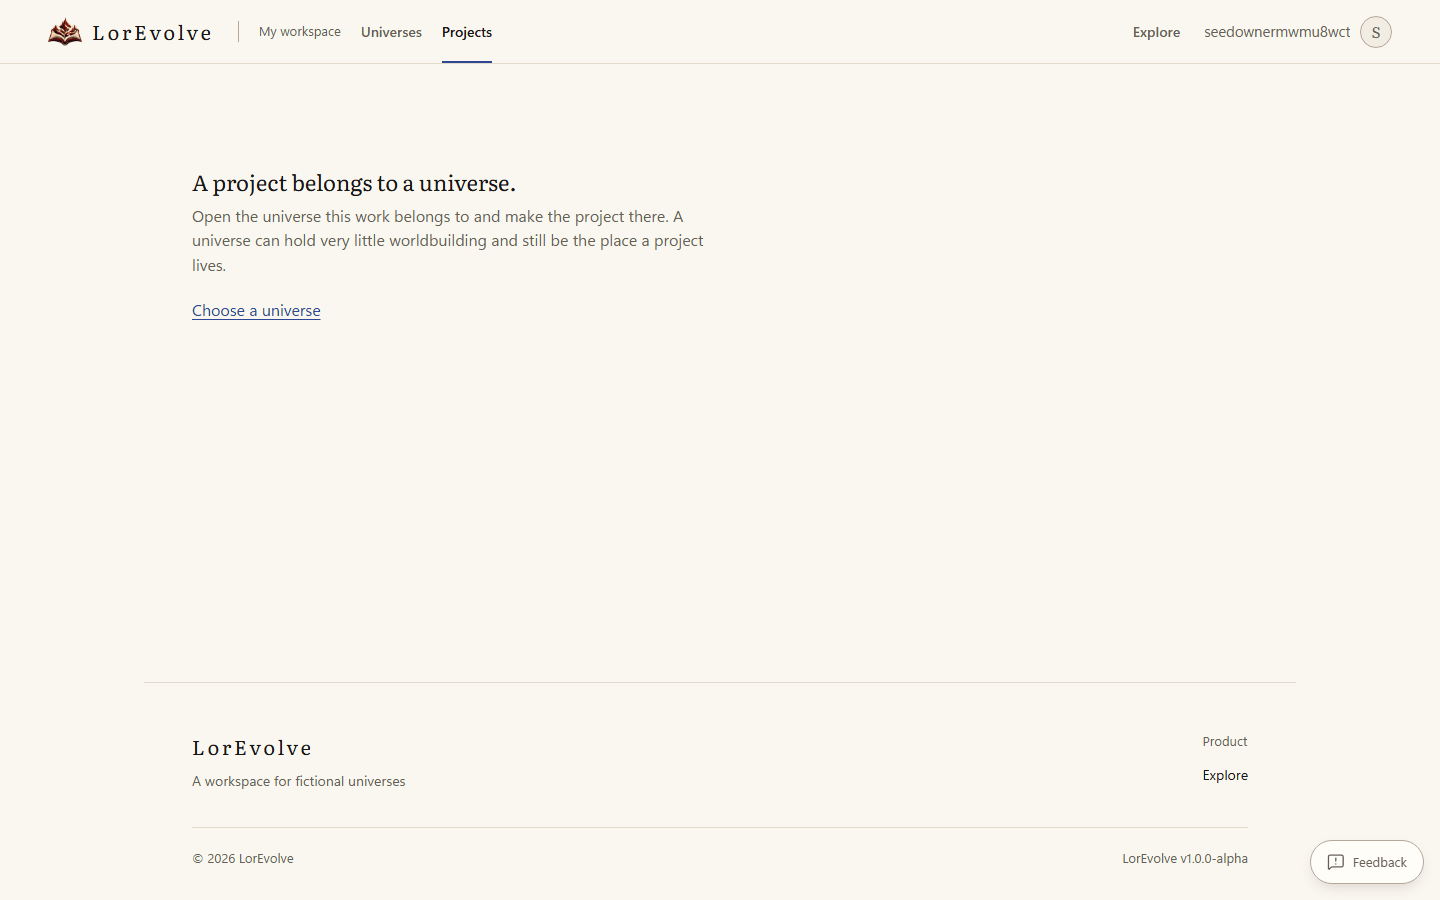 LorEvolve
My workspace
Universes
Projects
Explore
seedownermwmu8wct
S
A project belongs to a universe.
Open the universe this work belongs to and make the project there. A
universe can hold very little worldbuilding and still be the place a project
lives.
Choose a universe
LorEvolve
A workspace for fictional universes
Product
Explore
© 2026 LorEvolve
LorEvolve v1.0.0-alpha
Feedback